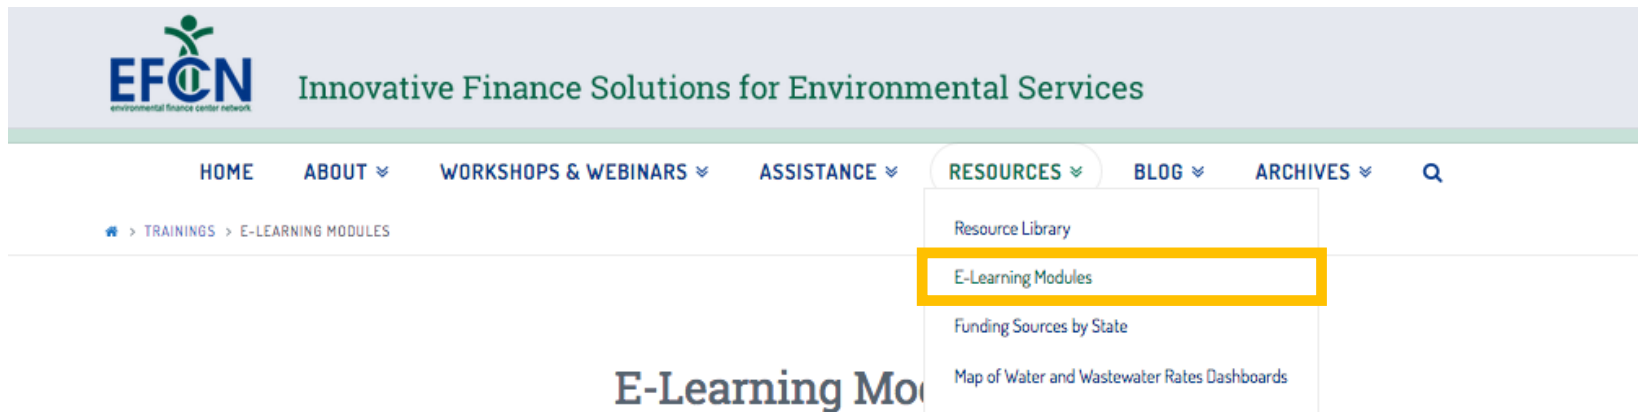 EFCN
environmental finance center network
Innovative Finance Solutions for Environmental Services
HOME ABOUT WORKSHOPS & WEBINARS ASSISTANCE RESOURCES BLOG ARCHIVES
> TRAININGS > E-LEARNING MODULES
Resource Library
E-Learning Modules
Funding Sources by State
Map of Water and Wastewater Rates Dashboards
E-Learning Mo